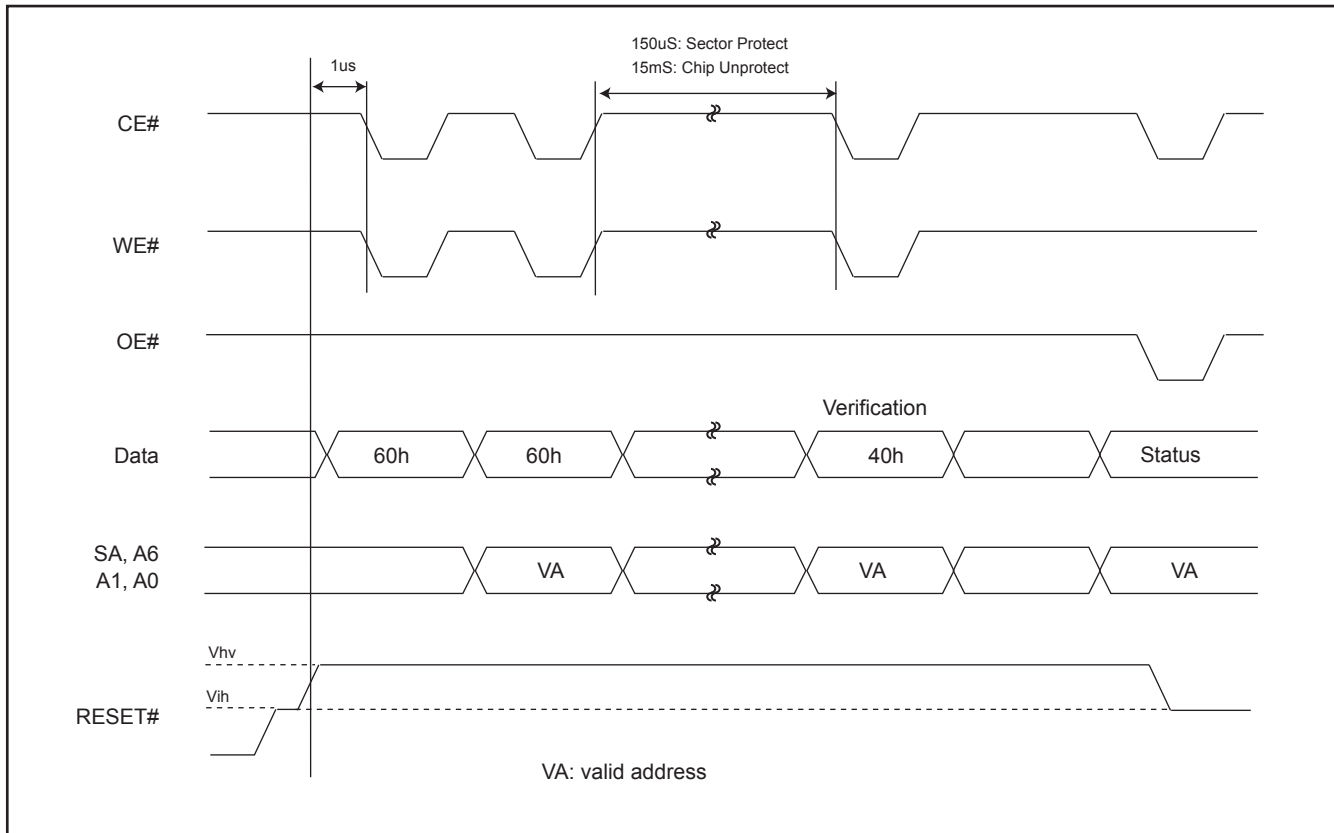 150uS: Sector Protect
15mS: Chip Unprotect
1us
CE#
WE#
OE#
Verification
Data
60h
60h
40h
Status
SA, A6
A1, A0
VA
VA
VA
Vhv
Vih
RESET#
VA: valid address